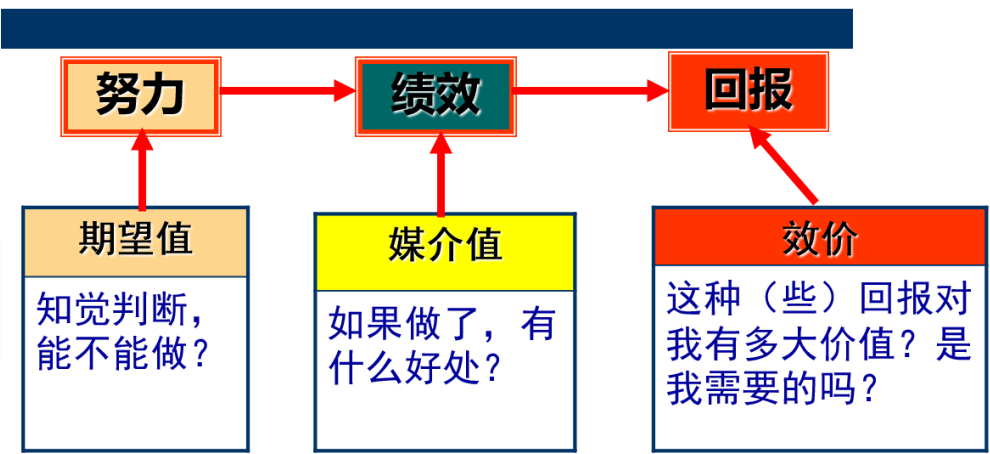 努力
绩效
回报
期望值
知觉判断，
能不能做？
媒介值
如果做了，有
什么好处？
效价
这种（些）回报对
我有多大价值？是
我需要的吗？